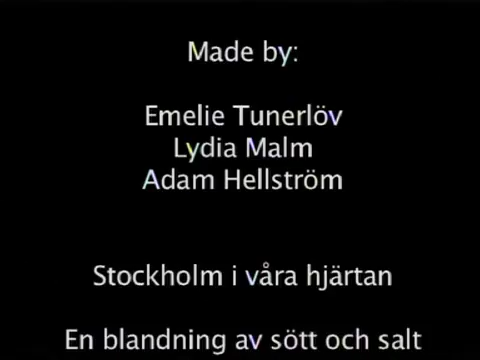 Made by:
Emelie Tunerlöv
Lydia Malm
Adam Hellström
Stockholm i våra hjärtan
En blandning av sött och salt